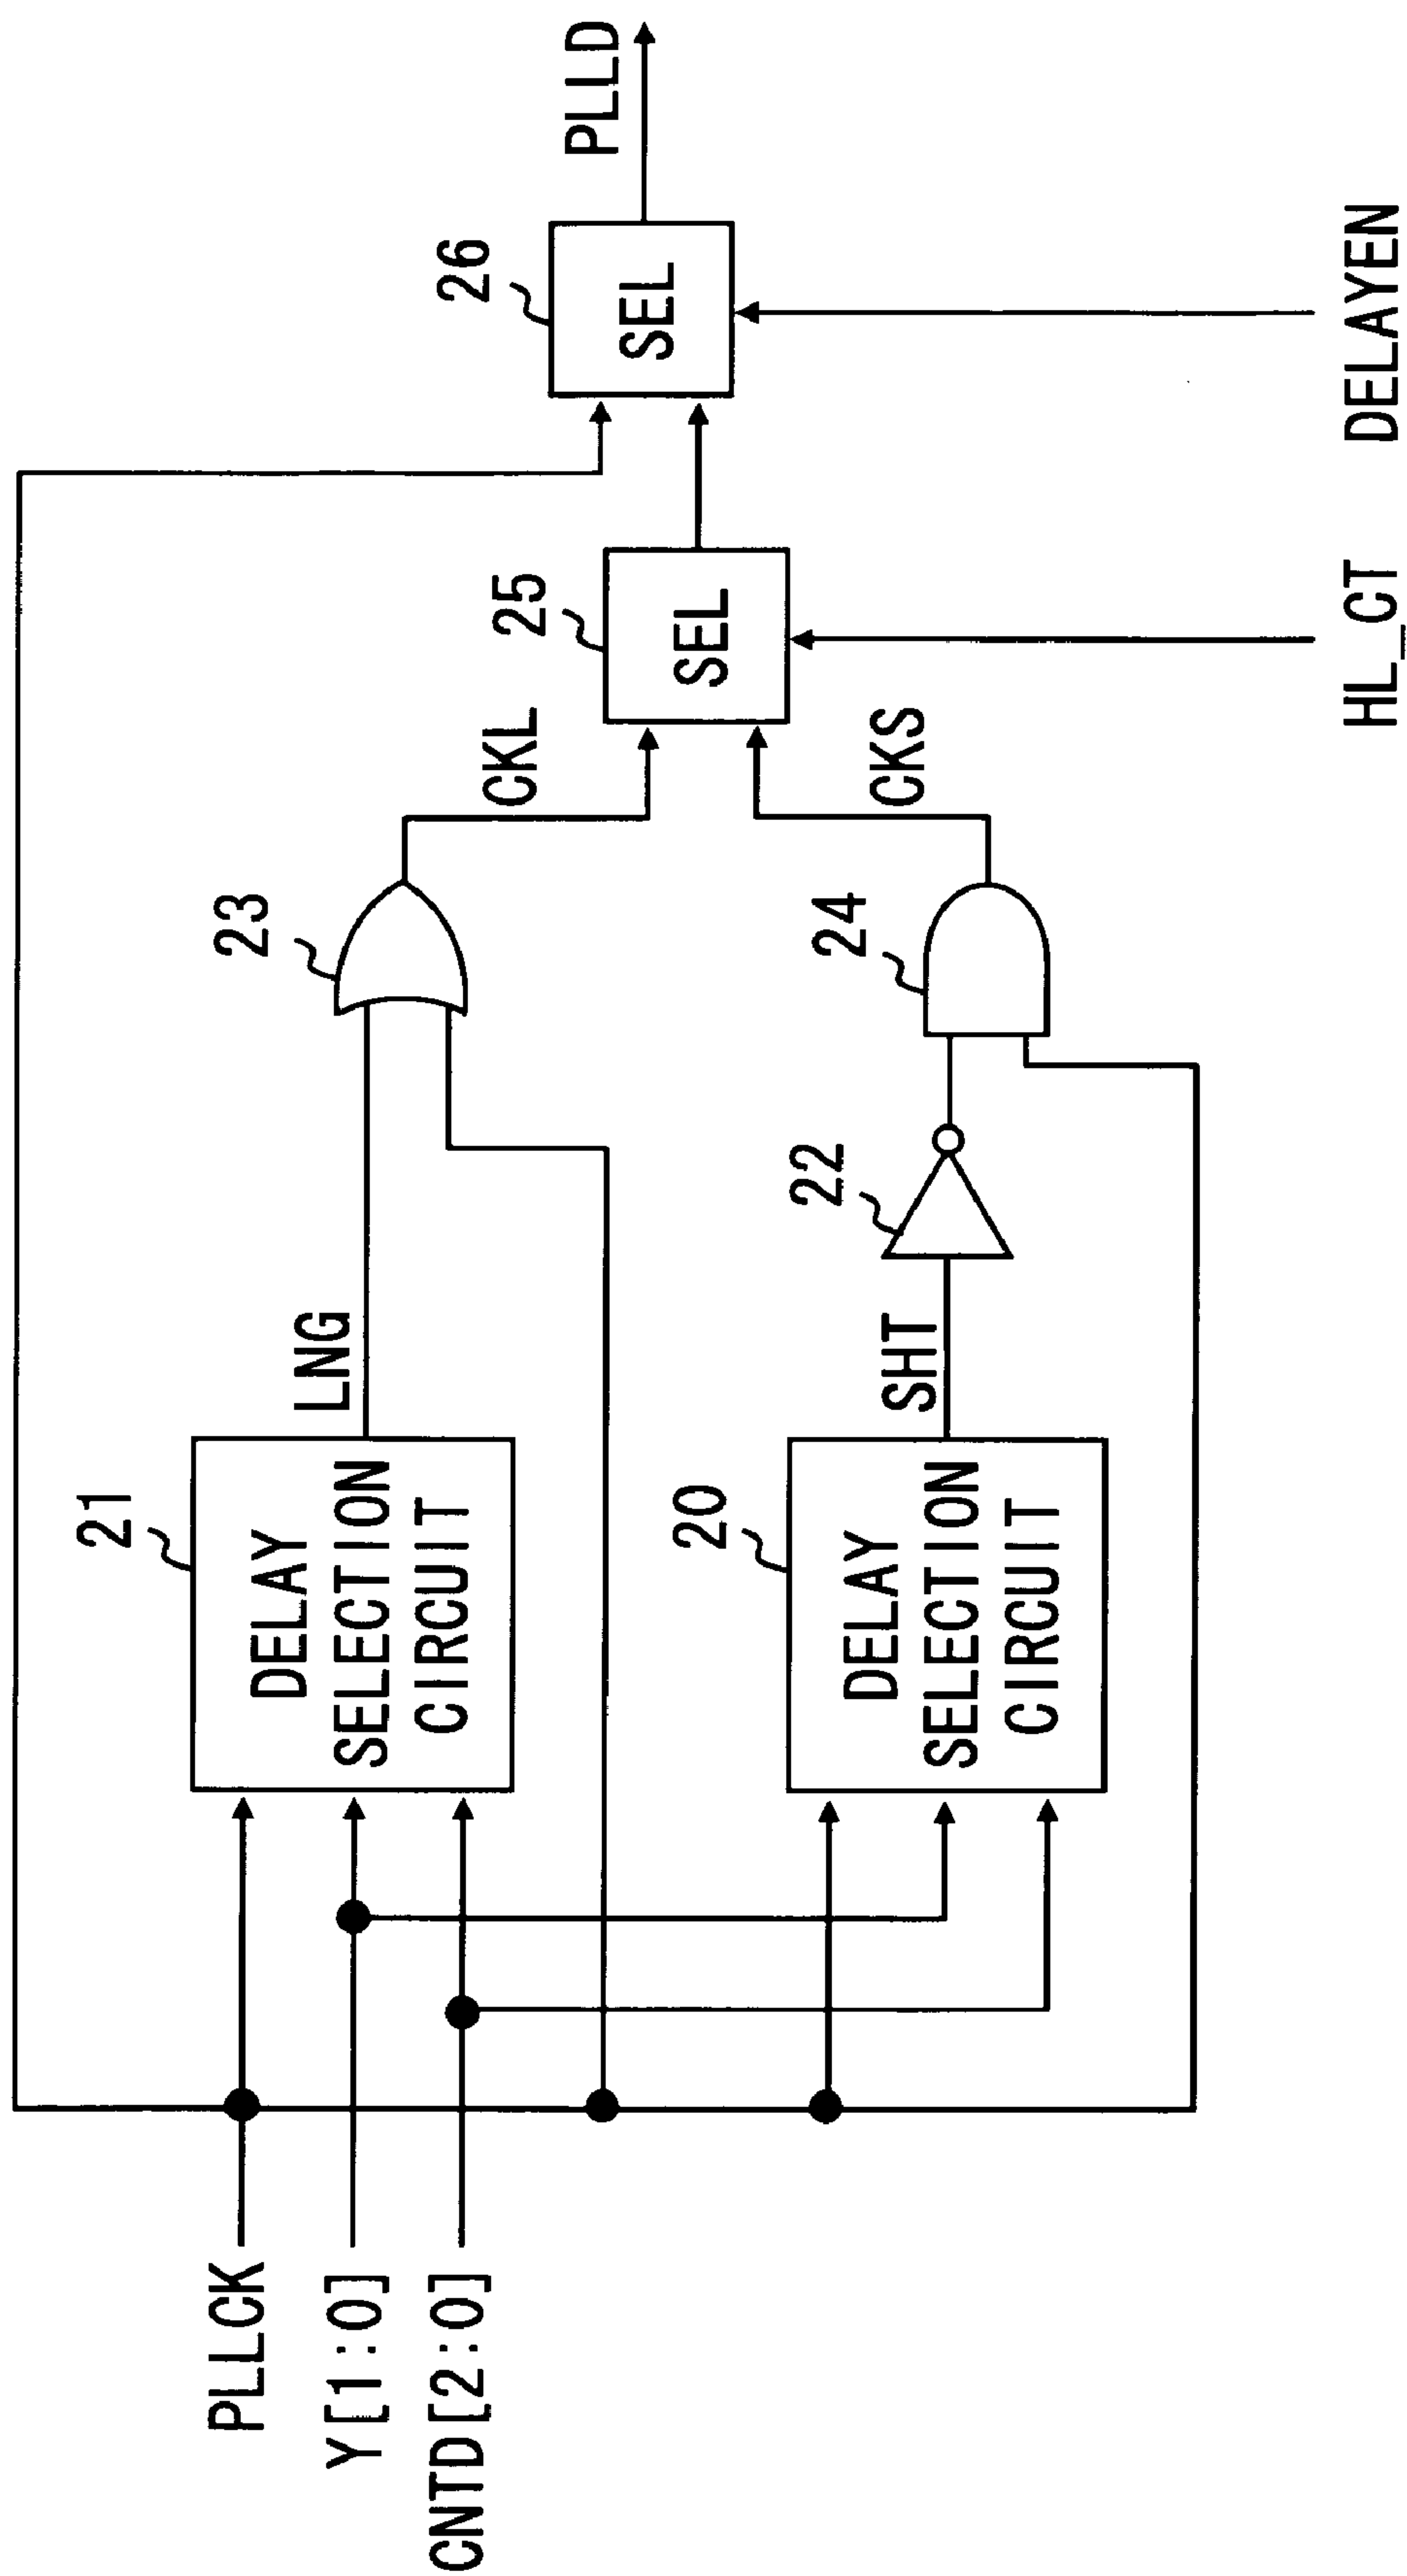 PLLCK
Y[1:0]
CNTD[2:0]
21
DELAY
SELECTION
CIRCUIT
LNG
20
DELAY
SELECTION
CIRCUIT
SHT
22
23
24
CKL
CKS
25
SEL
26
SEL
PLLD
HL_CT
DELAYEN